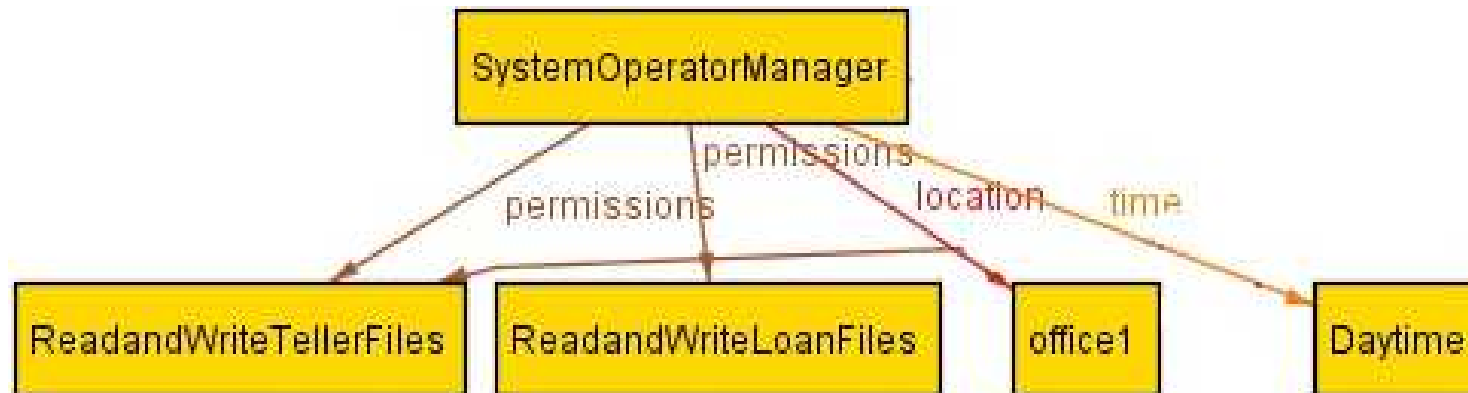 SystemOperatorManager
permissions
permissions
location
time
ReadandWriteTellerFiles
ReadandWriteLoanFiles
office1
Daytime